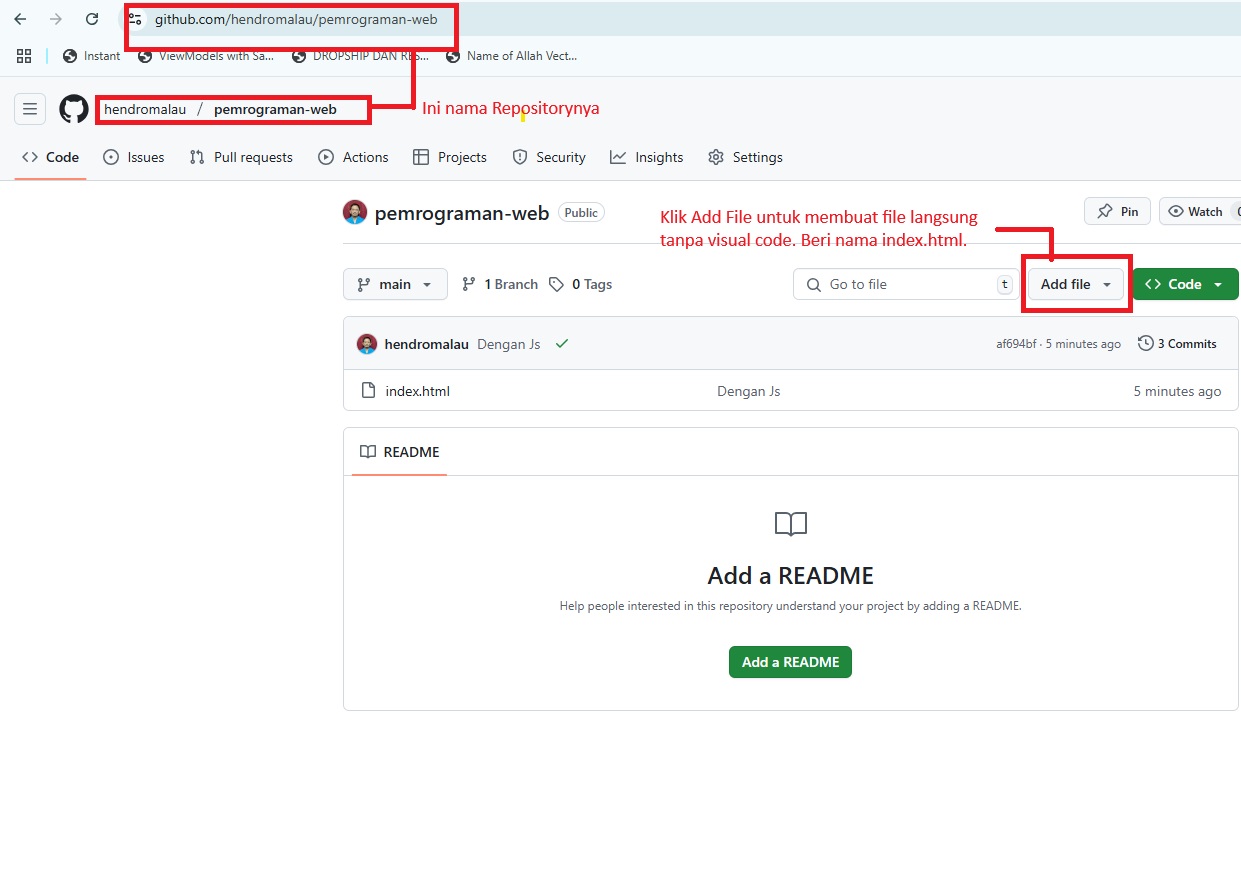 github.com/hendromalau/pemrograman-web
Instant
ViewModels with Sa...
DROPSHIP DAN RES...
Name of Allah Vect...
hendromalau / pemrograman-web
Ini nama Repositorynya
Code Issues Pull requests Actions Projects Security Insights Settings
pemrograman-web Public
Pin Watch 0
Klik Add File untuk membuat file langsung
tanpa visual code. Beri nama index.html.
main 1 Branch 0 Tags Go to file t Add file Code
hendromalau Dengan Js af694bf · 5 minutes ago 3 Commits
index.html Dengan Js 5 minutes ago
README
Add a README
Help people interested in this repository understand your project by adding a README.
Add a README